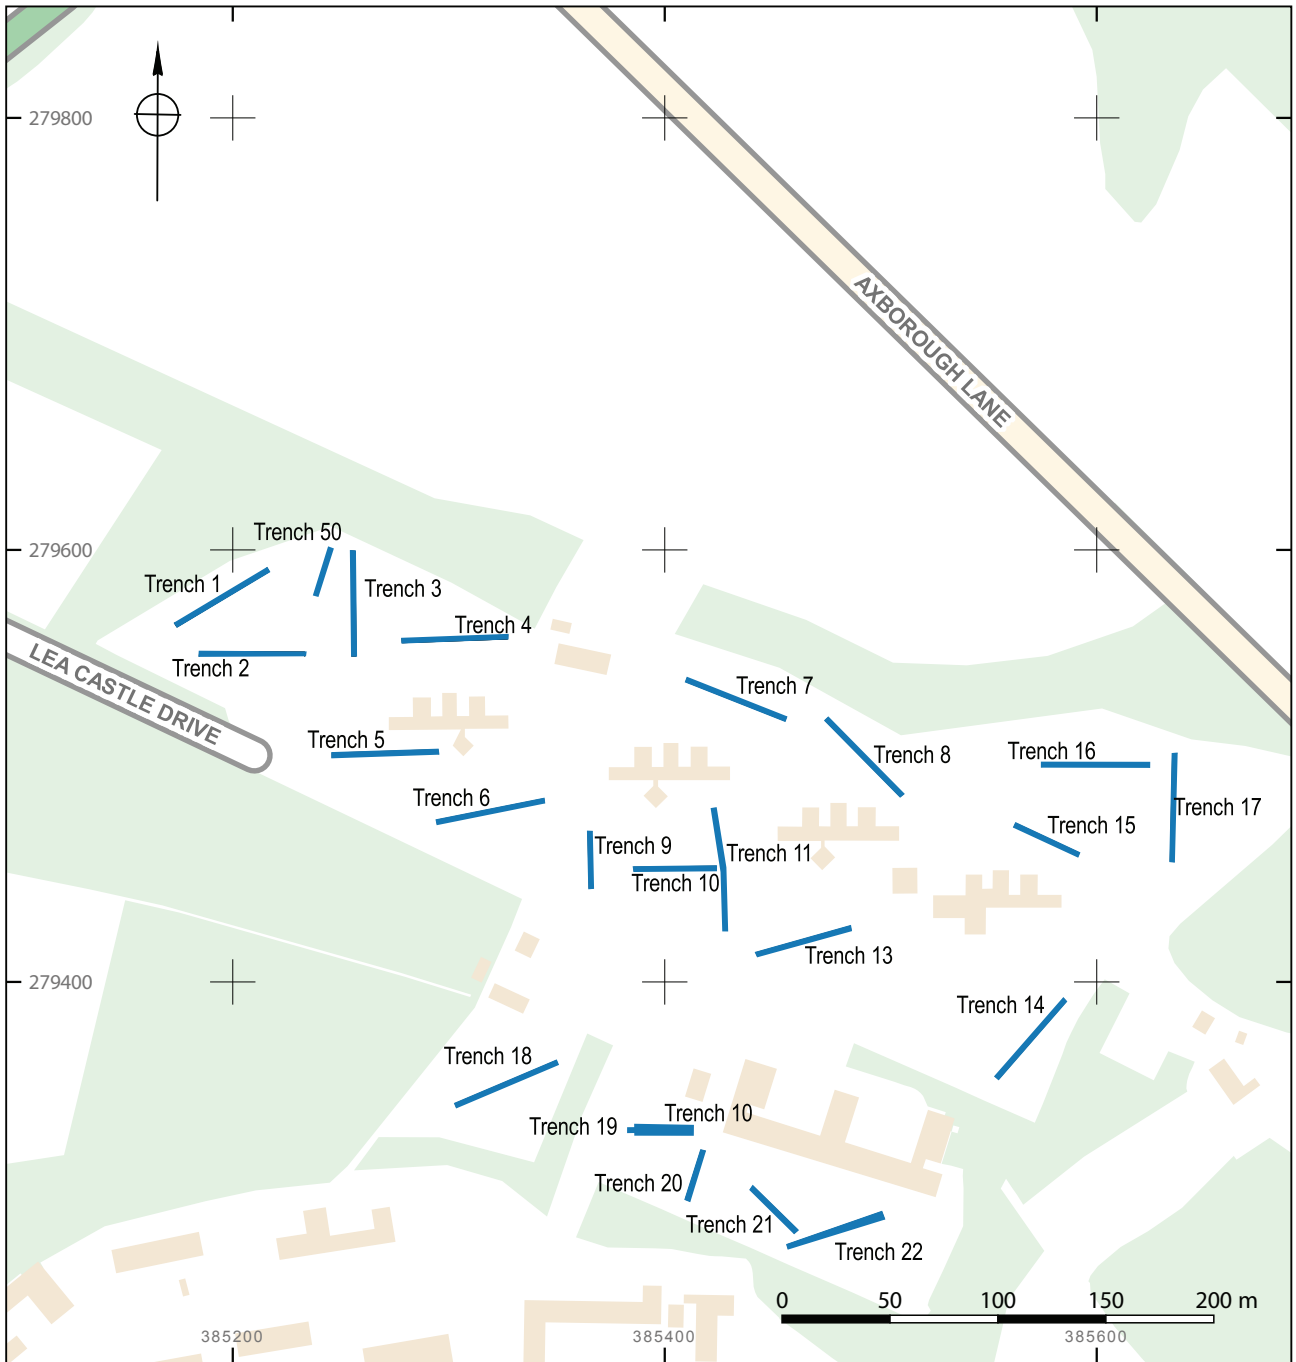 279800
AXBOROUGH LANE
Trench 50
279600
Trench 1
Trench 3
Trench 4
Trench 2
LEA CASTLE DRIVE
Trench 7
Trench 5
Trench 8
Trench 16
Trench 6
Trench 17
Trench 15
Trench 9
Trench 11
Trench 10
Trench 13
279400
Trench 14
Trench 18
Trench 10
Trench 19
Trench 20
Trench 21
Trench 22
0 50 100 150 200 m
385200 385400 385600